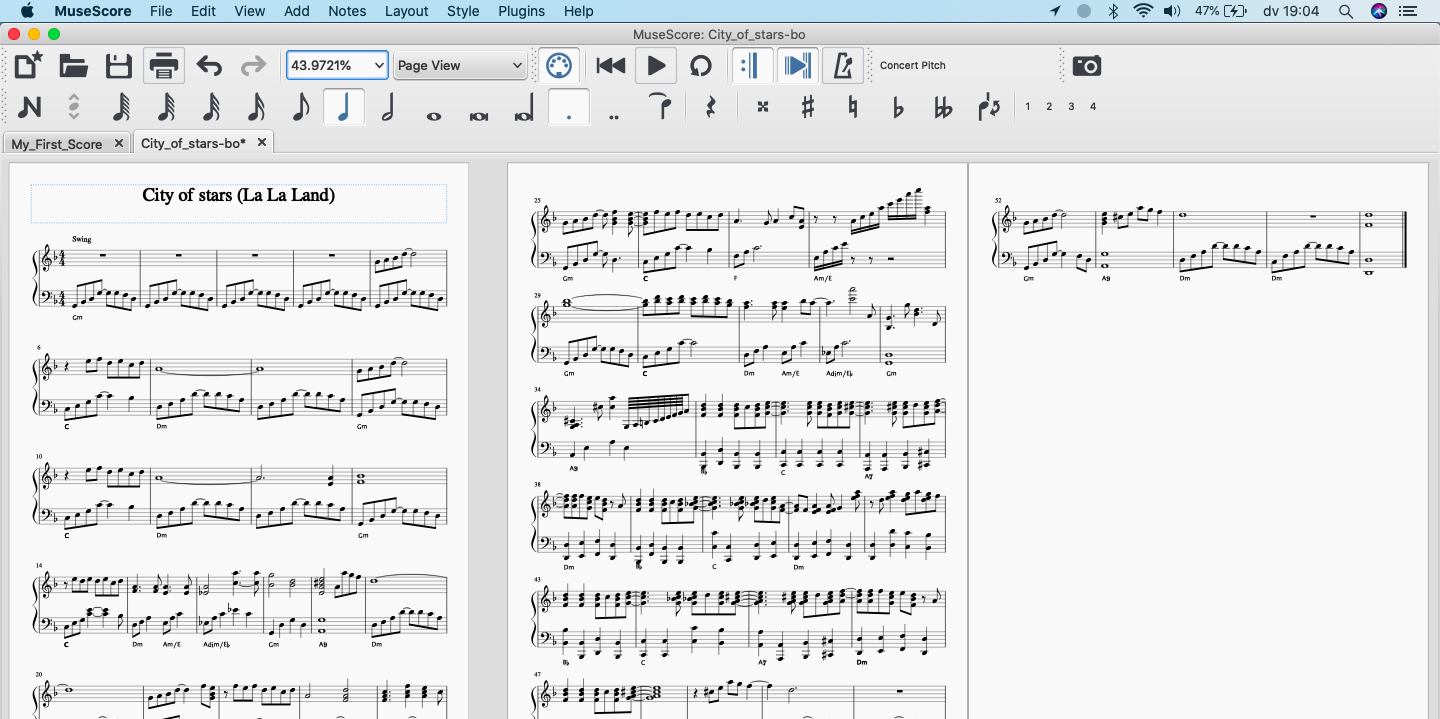 MuseScore File Edit View Add Notes Layout Style Plugins Help 47% dv 19:04
MuseScore: City_of_stars-bo
43.9721% Page View Concert Pitch
1 2 3 4
My_First_Score City_of_stars-bo*
City of stars (La La Land)
Swing
Gm
6
C Dm Gm
10
C Dm Gm
14
C Dm Am/E Adim/E♭ Gm A9 Dm
20
25
Gm C F Am/E
29
Gm C Dm Am/E Adim/E♭ Gm
34
A9 B♭ C A7
38
Dm B♭ C Dm
43
B♭ C A7 Dm
47
52
Gm A9 Dm Dm